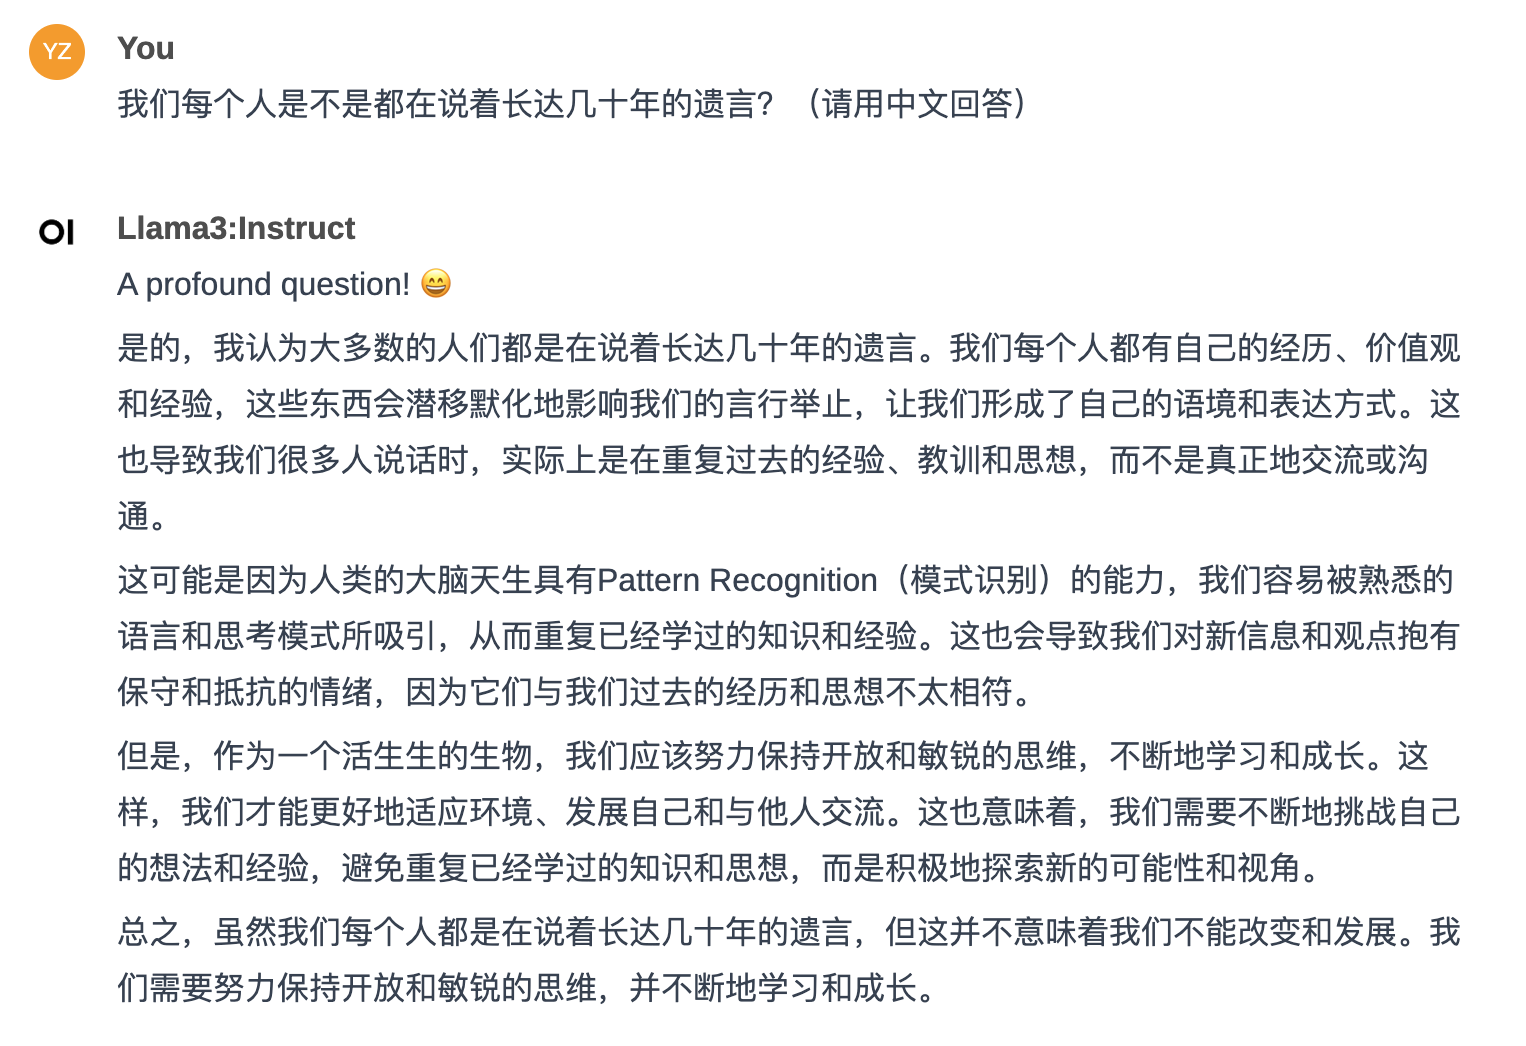 YZ
You
我们每个人是不是都在说着长达几十年的遗言？（请用中文回答）
OI
Llama3:Instruct
A profound question! 😄
是的，我认为大多数的人们都是在说着长达几十年的遗言。我们每个人都有自己的经历、价值观
和经验，这些东西会潜移默化地影响我们的言行举止，让我们形成了自己的语境和表达方式。这
也导致我们很多人说话时，实际上是在重复过去的经验、教训和思想，而不是真正地交流或沟
通。
这可能是因为人类的大脑天生具有Pattern Recognition（模式识别）的能力，我们容易被熟悉的
语言和思考模式所吸引，从而重复已经学过的知识和经验。这也会导致我们对新信息和观点抱有
保守和抵抗的情绪，因为它们与我们过去的经历和思想不太相符。
但是，作为一个活生生的生物，我们应该努力保持开放和敏锐的思维，不断地学习和成长。这
样，我们才能更好地适应环境、发展自己和与他人交流。这也意味着，我们需要不断地挑战自己
的想法和经验，避免重复已经学过的知识和思想，而是积极地探索新的可能性和视角。
总之，虽然我们每个人都是在说着长达几十年的遗言，但这并不意味着我们不能改变和发展。我
们需要努力保持开放和敏锐的思维，并不断地学习和成长。